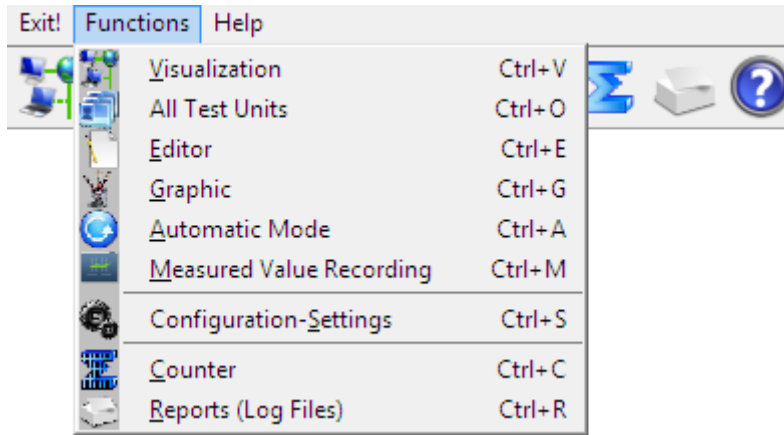 Exit! Functions Help
Visualization Ctrl+V
All Test Units Ctrl+O
Editor Ctrl+E
Graphic Ctrl+G
Automatic Mode Ctrl+A
Measured Value Recording Ctrl+M
Configuration-Settings Ctrl+S
Counter Ctrl+C
Reports (Log Files) Ctrl+R